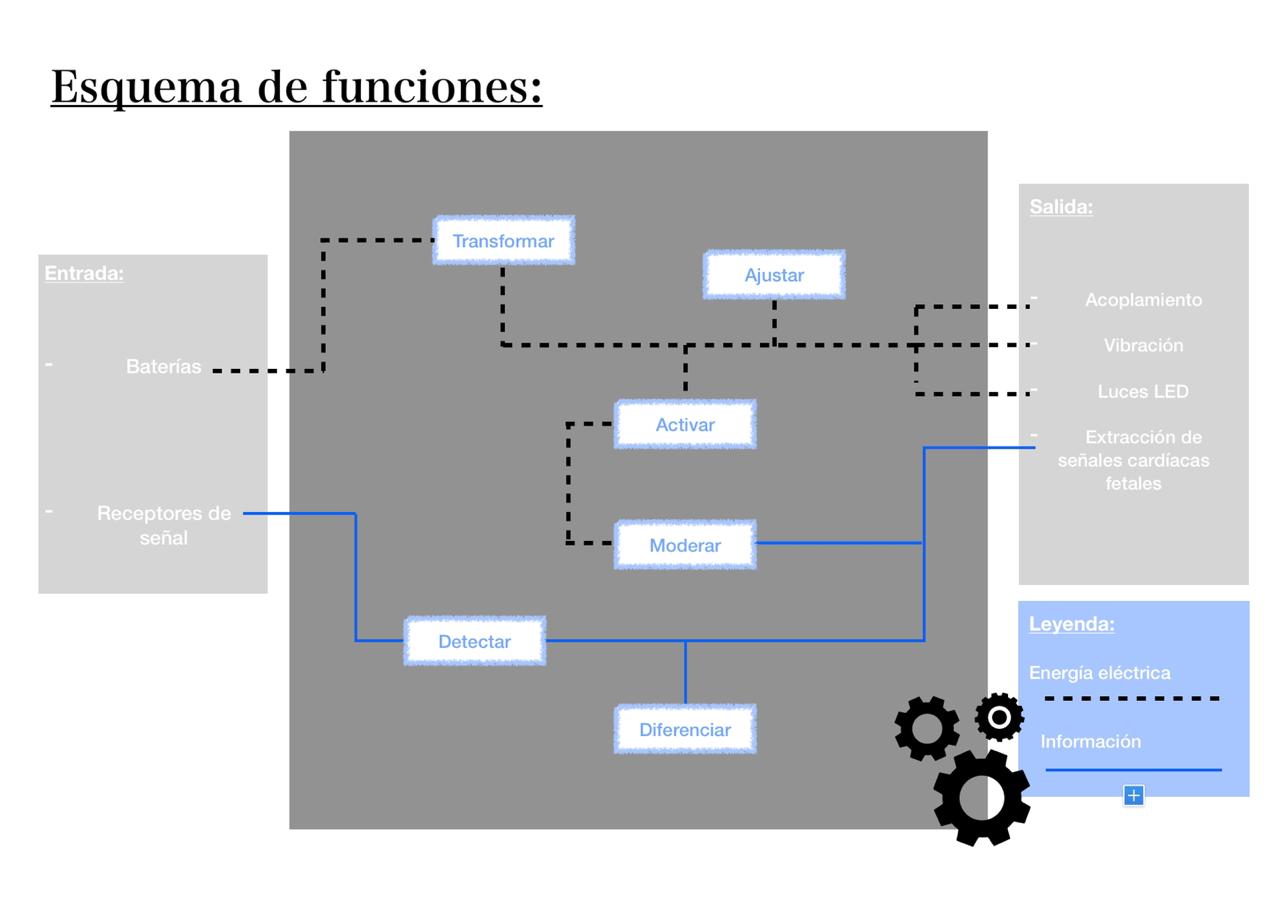 Esquema de funciones:
Entrada:
- Baterías
- Receptores de
señal
Transformar
Ajustar
Activar
Moderar
Detectar
Diferenciar
Salida:
- Acoplamiento
- Vibración
- Luces LED
- Extracción de
señales cardíacas
fetales
Leyenda:
Energía eléctrica
Información